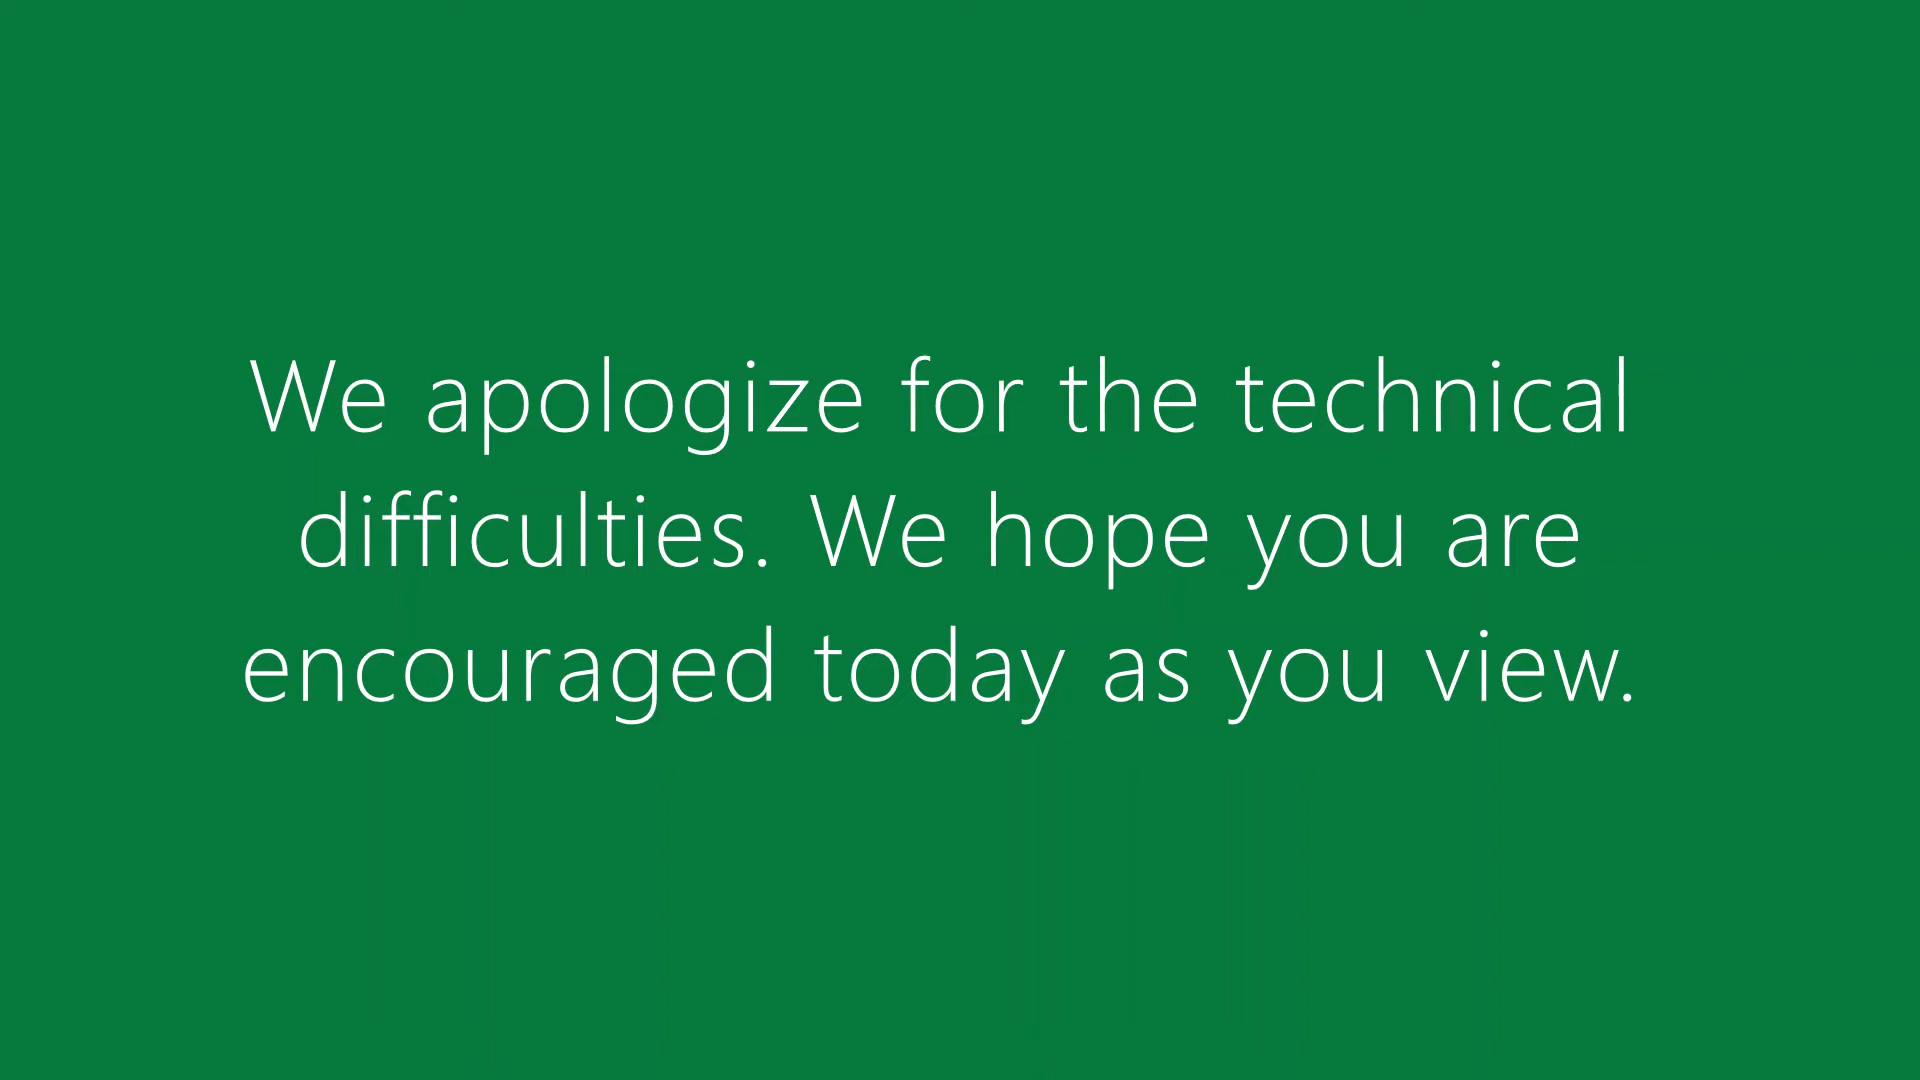 We apologize for the technical
difficulties. We hope you are
encouraged today as you view.